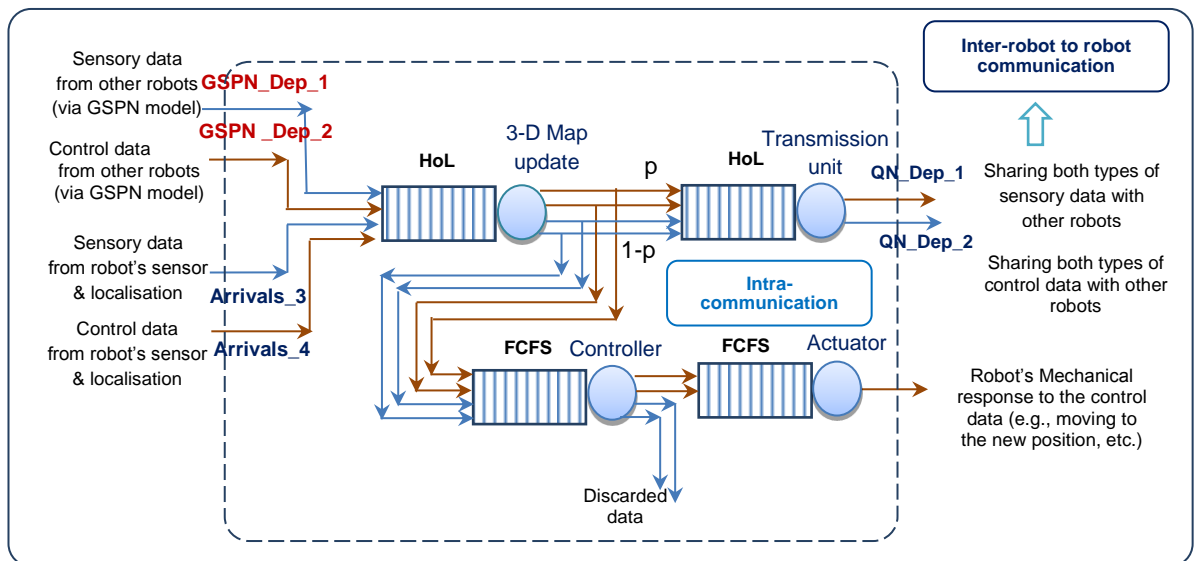 Sensory data
from other robots
(via GSPN model)
GSPN_Dep_1
GSPN _Dep_2
Control data
from other robots
(via GSPN model)
Sensory data
from robot's sensor
& localisation
Arrivals_3
Control data
from robot's sensor
& localisation
Arrivals_4
HoL
3-D Map
update
p
1-p
HoL
Transmission
unit
QN_Dep_1
QN_Dep_2
Inter-robot to robot
communication
Sharing both types of
sensory data with
other robots
Sharing both types of
control data with other
robots
Intra-
communication
FCFS
Controller
FCFS
Actuator
Robot's Mechanical
response to the control
data (e.g., moving to
the new position, etc.)
Discarded
data